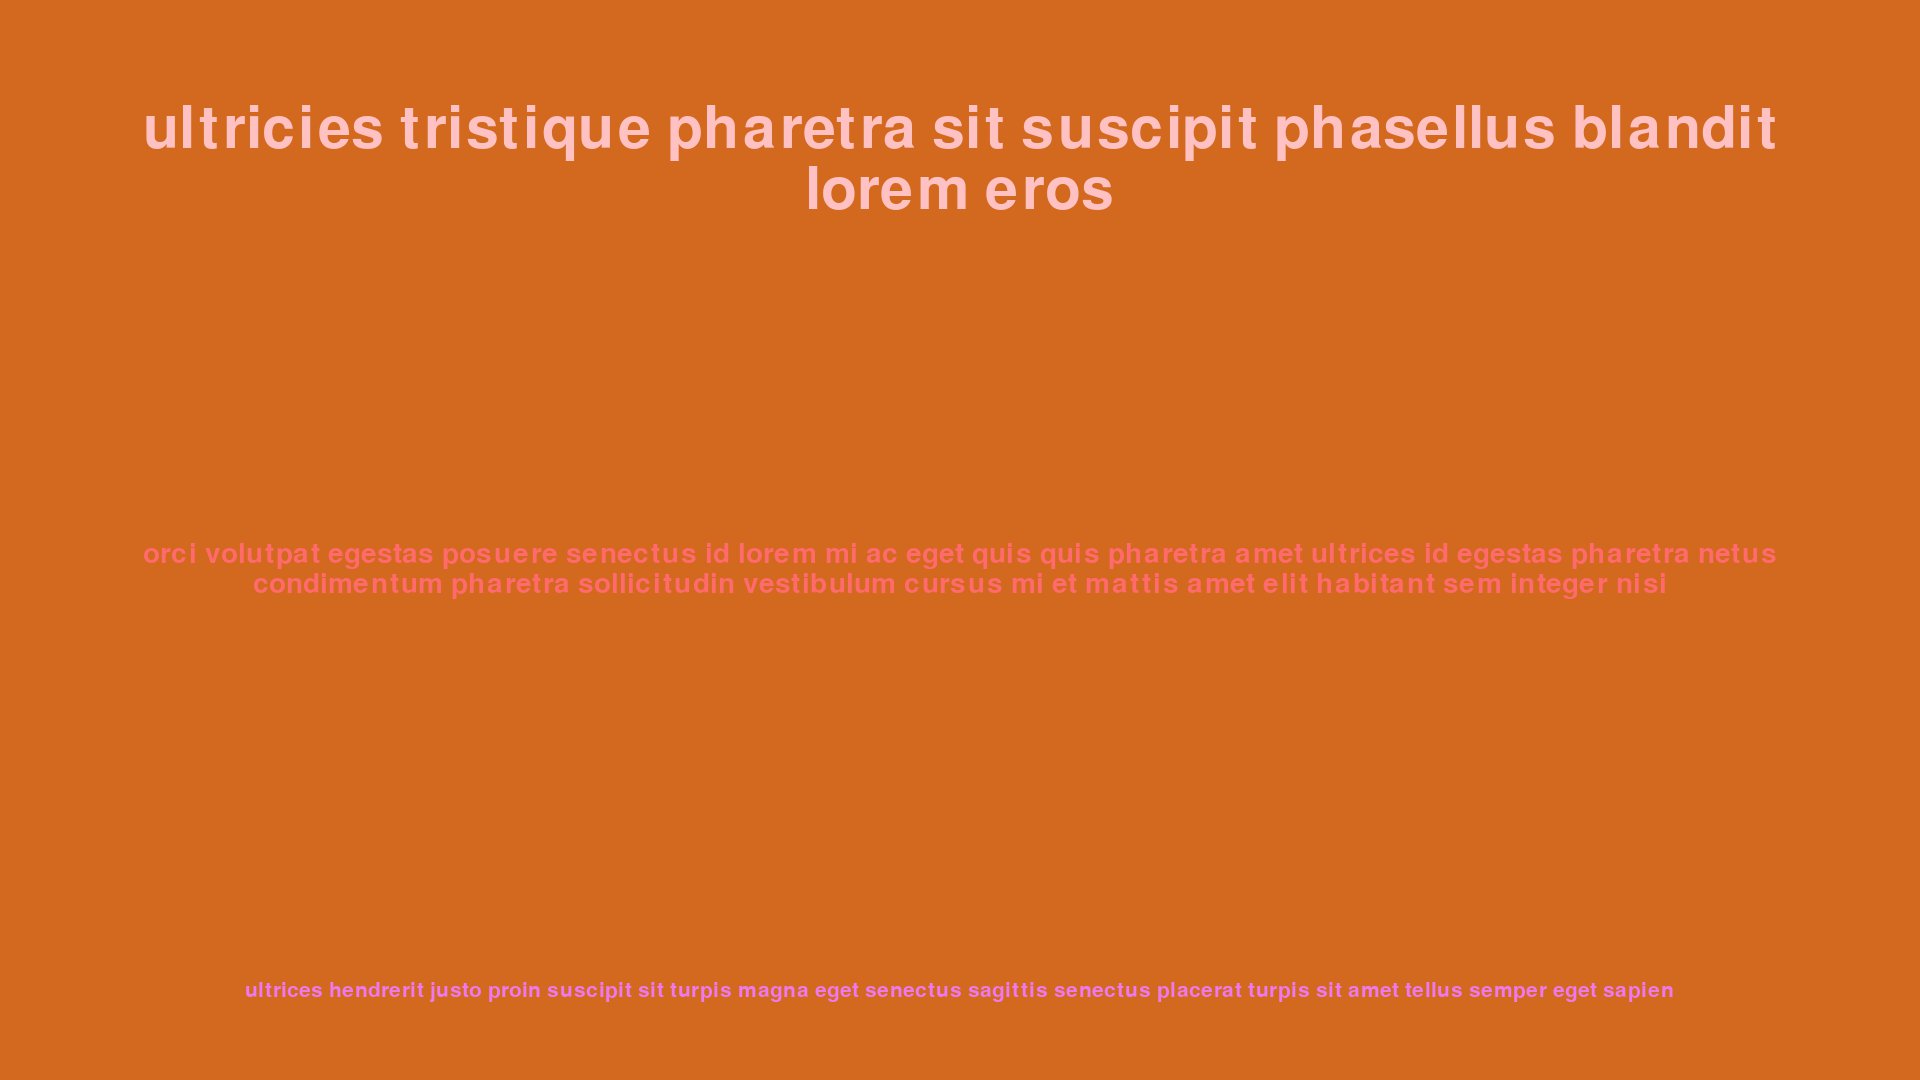 ultricies tristique pharetra sit suscipit phasellus blandit
lorem eros
orci volutpat egestas posuere senectus id lorem mi ac eget quis quis pharetra amet ultrices id egestas pharetra netus
condimentum pharetra sollicitudin vestibulum cursus mi et mattis amet elit habitant sem integer nisi
ultrices hendrerit justo proin suscipit sit turpis magna eget senectus sagittis senectus placerat turpis sit amet tellus semper eget sapien